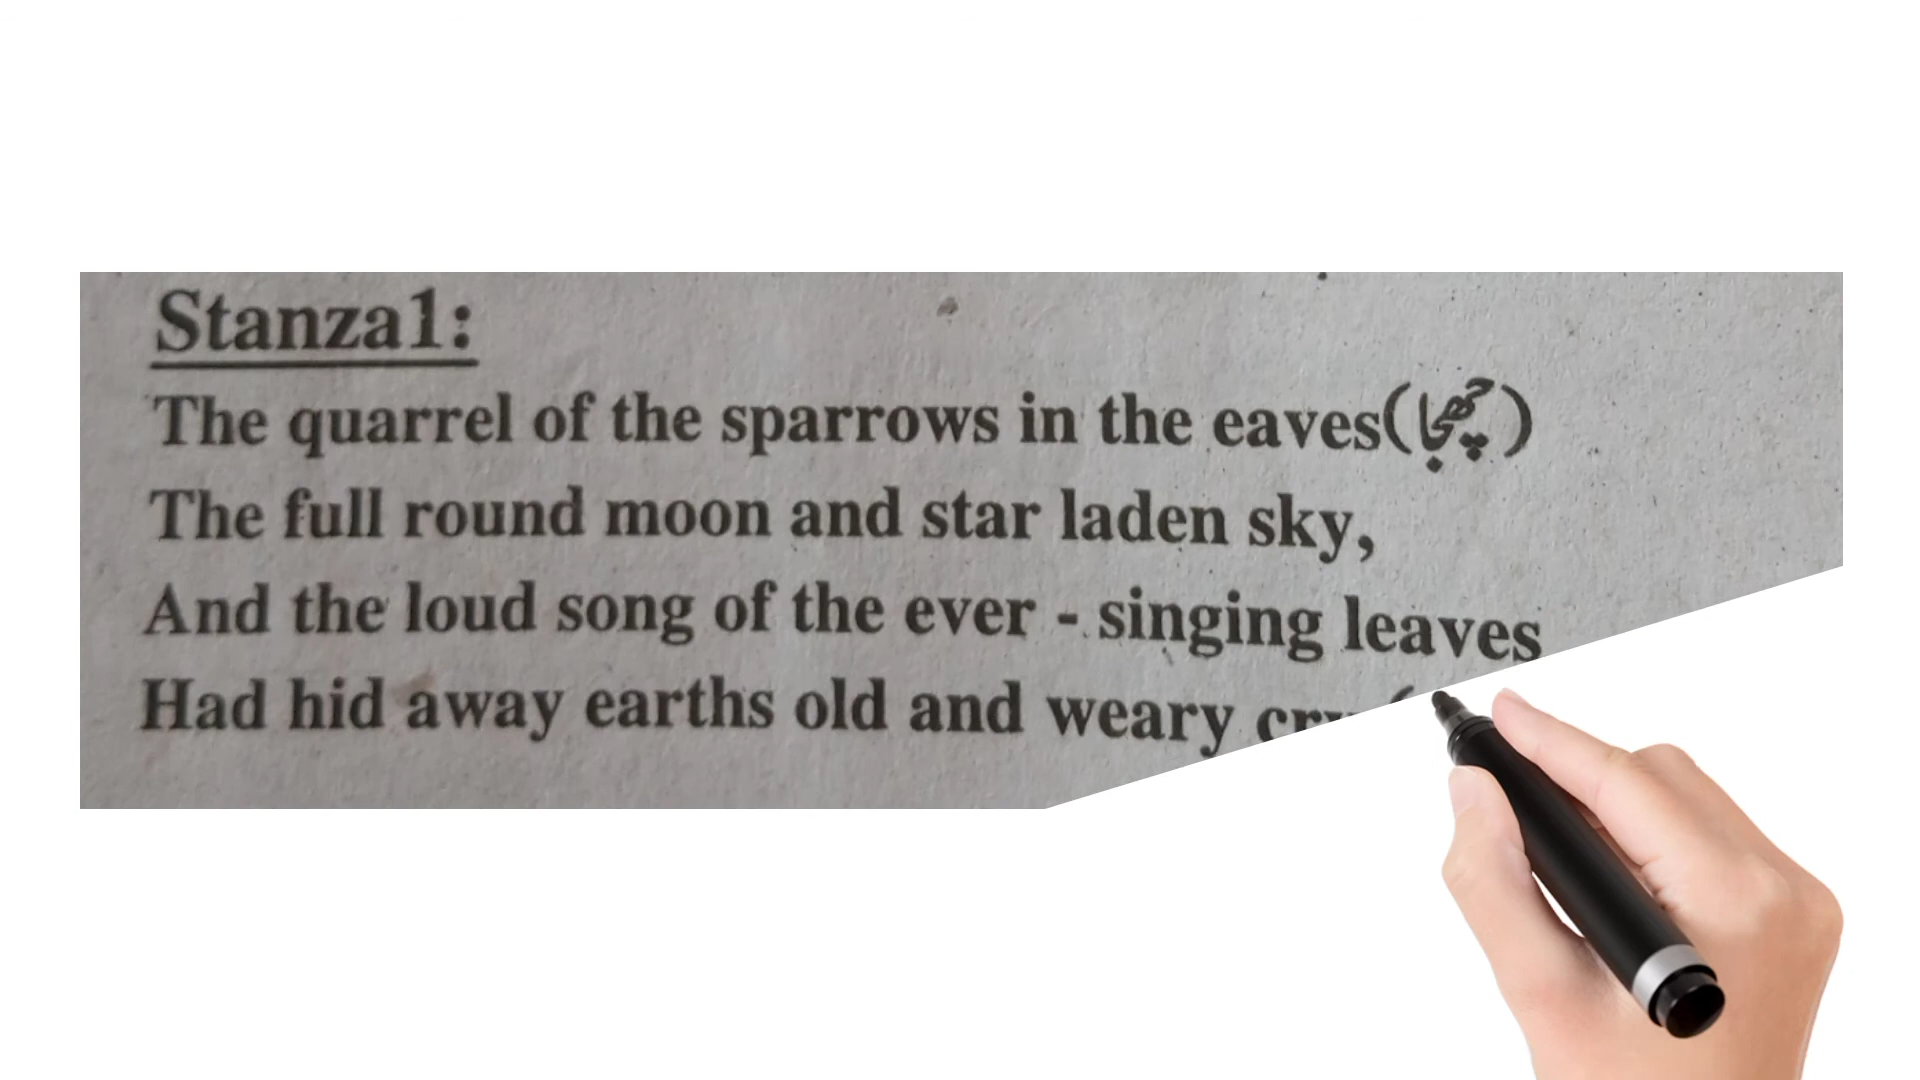 Stanza1:
The quarrel of the sparrows in the eaves(چھجا)
The full round moon and star laden sky,
And the loud song of the ever - singing leaves
Had hid away earths old and weary